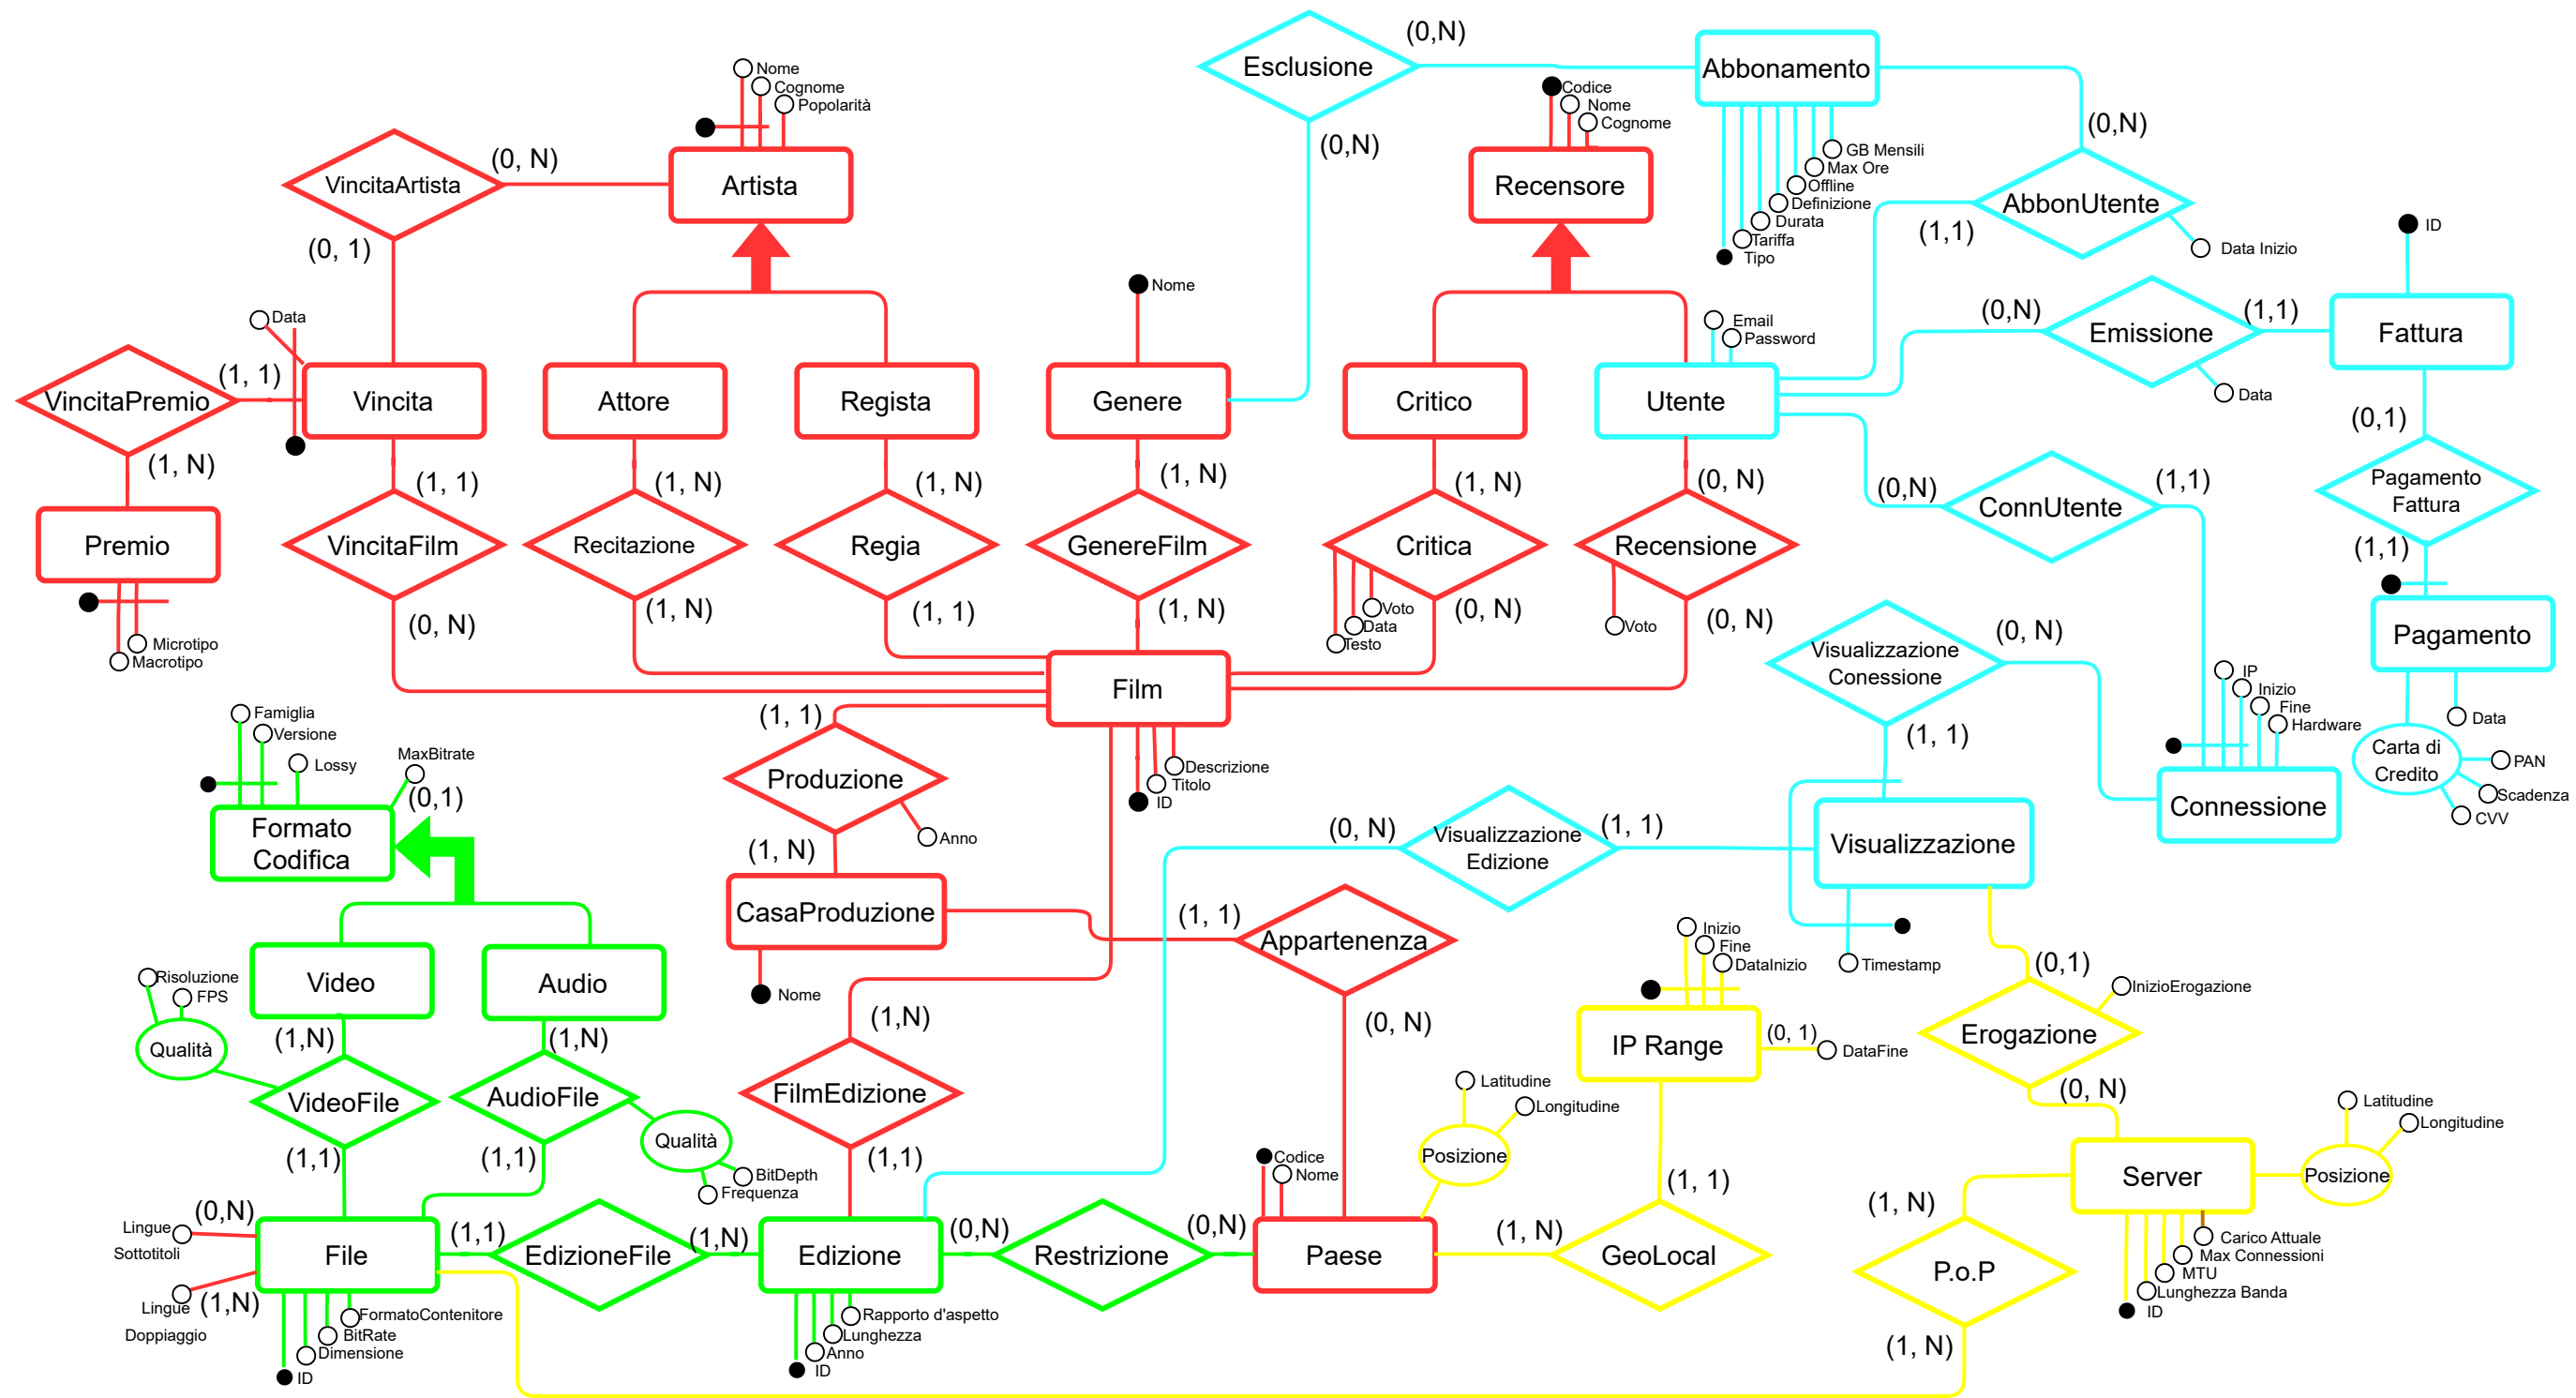 (0,N)
Esclusione
Abbonamento
(0,N)
(0,N)
Nome
Cognome
Popolarità
Artista
VincitaArtista
(0, N)
(0, 1)
Codice
Nome
Cognome
Recensore
GB Mensili
Max Ore
Offline
Definizione
Durata
Tariffa
Tipo
AbbonUtente
(1,1)
Data Inizio
ID
Nome
Data
Email
Password
(0,N)
Emissione
(1,1)
Fattura
Data
VincitaPremio
(1, 1)
Vincita
Attore
Regista
Genere
Critico
Utente
(0,1)
(1, N)
(1, 1)
(1, N)
(1, N)
(1, N)
(1, N)
(0, N)
(0,N)
ConnUtente
(1,1)
Pagamento
Fattura
Premio
VincitaFilm
Recitazione
Regia
GenereFilm
Critica
Recensione
(1,1)
Microtipo
Macrotipo
(0, N)
(1, N)
(1, 1)
(1, N)
Voto
Data
Testo
(0, N)
Voto
(0, N)
Visualizzazione
Conessione
(0, N)
Pagamento
Film
IP
Inizio
Fine
Hardware
Data
Carta di
Credito
PAN
Scadenza
CVV
Famiglia
Versione
Lossy
MaxBitrate
(0,1)
Formato
Codifica
(1, 1)
Produzione
Anno
(1, N)
Descrizione
Titolo
ID
(1, 1)
Connessione
(0, N)
Visualizzazione
Edizione
(1, 1)
Visualizzazione
CasaProduzione
Nome
(1, 1)
Appartenenza
(0, N)
Timestamp
(0,1)
InizioErogazione
Erogazione
(0, N)
Inizio
Fine
DataInizio
IP Range
(0, 1)
DataFine
Video
Audio
Risoluzione
FPS
Qualità
(1,N)
(1,N)
VideoFile
AudioFile
(1,1)
(1,1)
Qualità
BitDepth
Frequenza
(1,N)
FilmEdizione
(1,1)
Latitudine
Longitudine
Posizione
Codice
Nome
(1, 1)
Server
Latitudine
Longitudine
Posizione
(1, N)
Lingue
Sottotitoli
(0,N)
Lingue
Doppiaggio
(1,N)
File
(1,1)
EdizioneFile
(1,N)
Edizione
(0,N)
Restrizione
(0,N)
Paese
(1, N)
GeoLocal
P.o.P
(1, N)
Carico Attuale
Max Connessioni
MTU
Lunghezza Banda
ID
FormatoContenitore
BitRate
Dimensione
ID
Rapporto d'aspetto
Lunghezza
Anno
ID